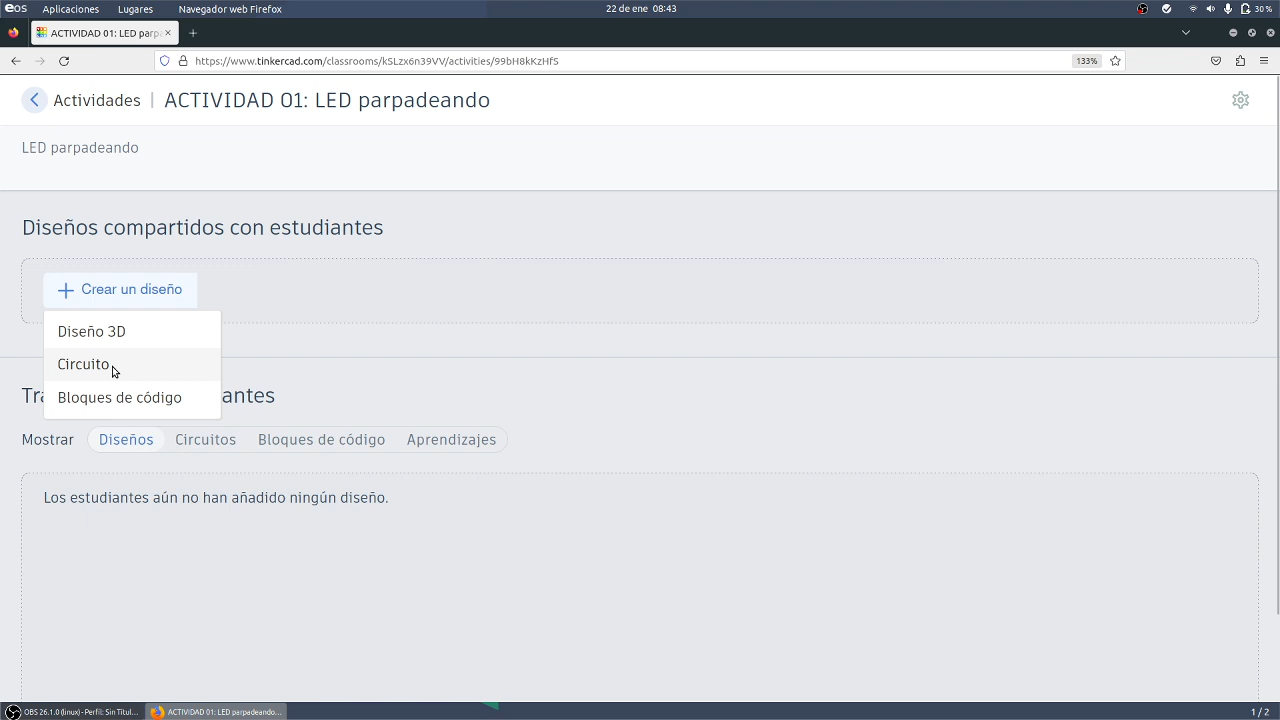 eos Aplicaciones Lugares Navegador web Firefox 22 de ene 08:43 30 %
ACTIVIDAD 01: LED parpa
https://www.tinkercad.com/classrooms/kSLzx6n39VV/activities/99bH8kKzHfS 133%
Actividades | ACTIVIDAD 01: LED parpadeando
LED parpadeando
Diseños compartidos con estudiantes
+ Crear un diseño
Diseño 3D
Circuito
Bloques de código
Tra antes
Mostrar Diseños Circuitos Bloques de código Aprendizajes
Los estudiantes aún no han añadido ningún diseño.
OBS 26.1.0 (linux) - Perfil: Sin Titul... ACTIVIDAD 01: LED parpadeando... 1 / 2